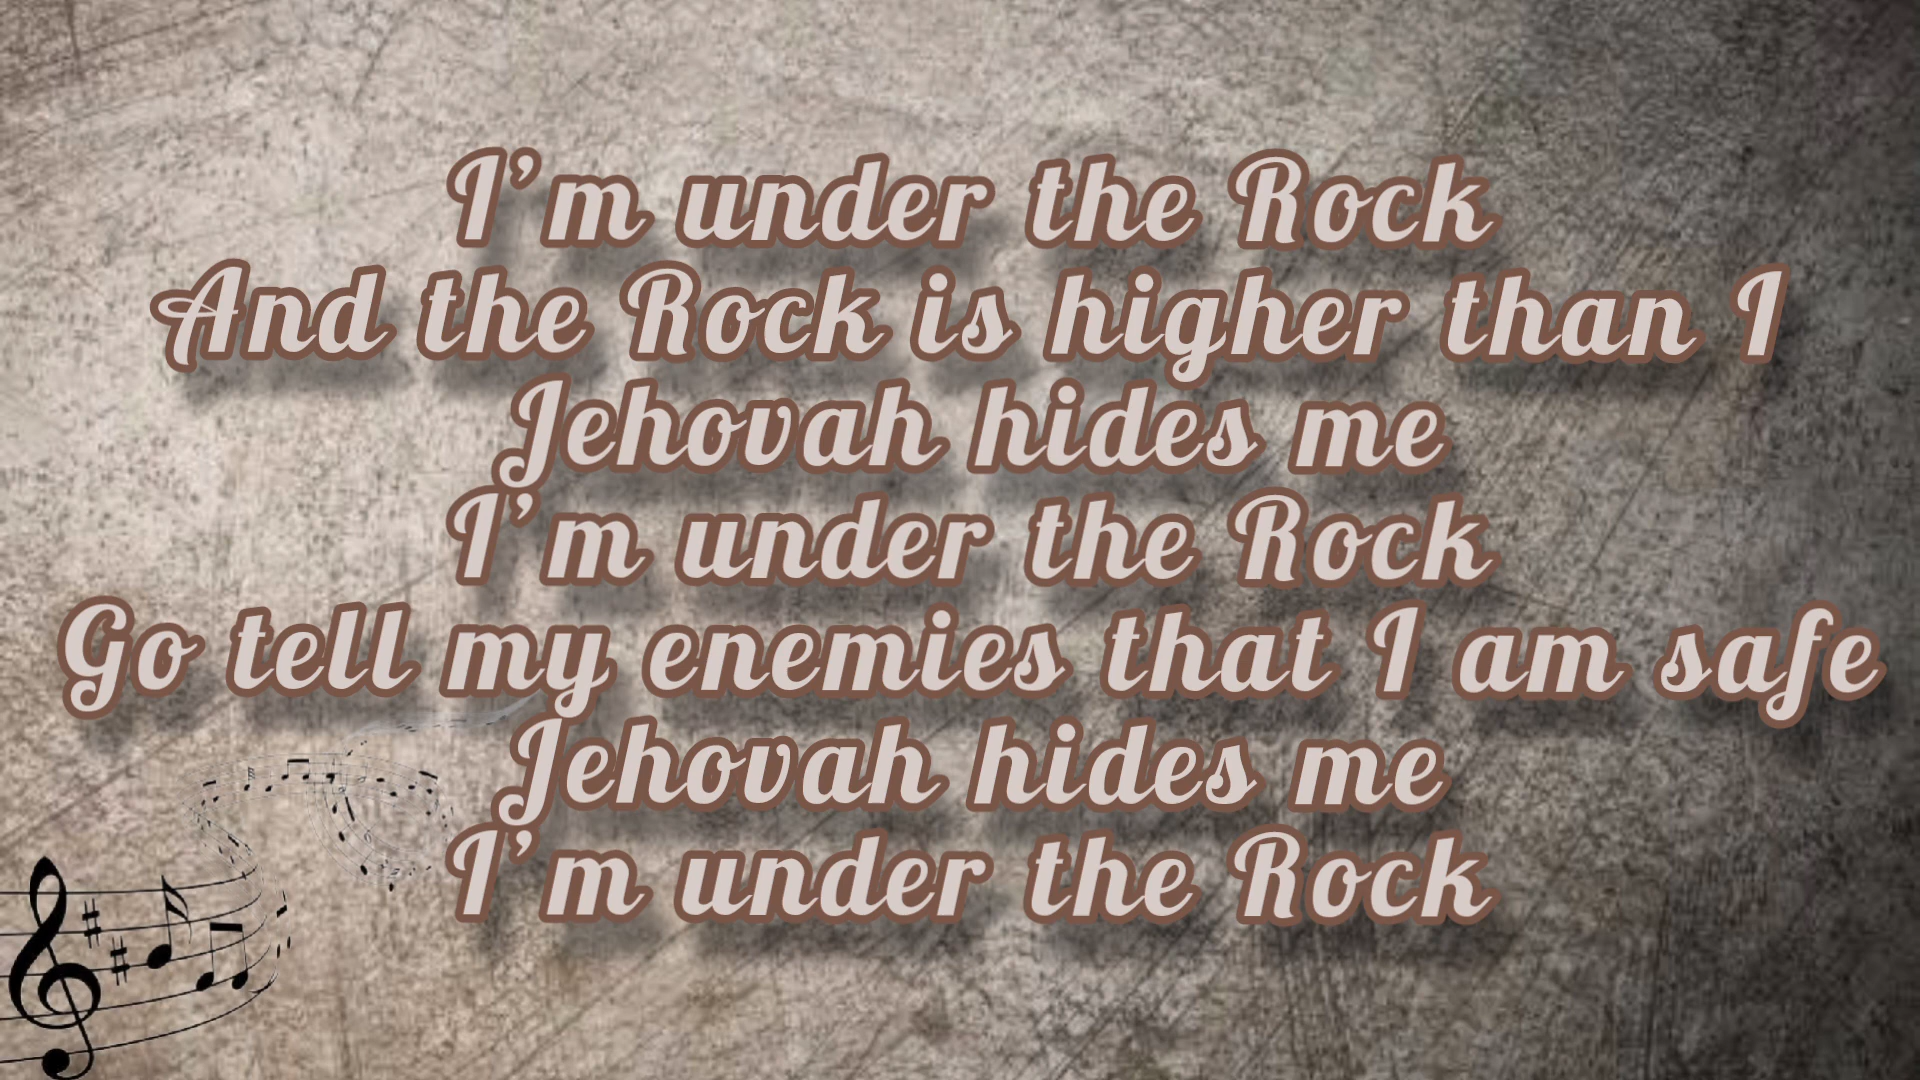 I’m under the Rock
And the Rock is higher than I
Jehovah hides me
I’m under the Rock
Go tell my enemies that I am safe
Jehovah hides me
I’m under the Rock